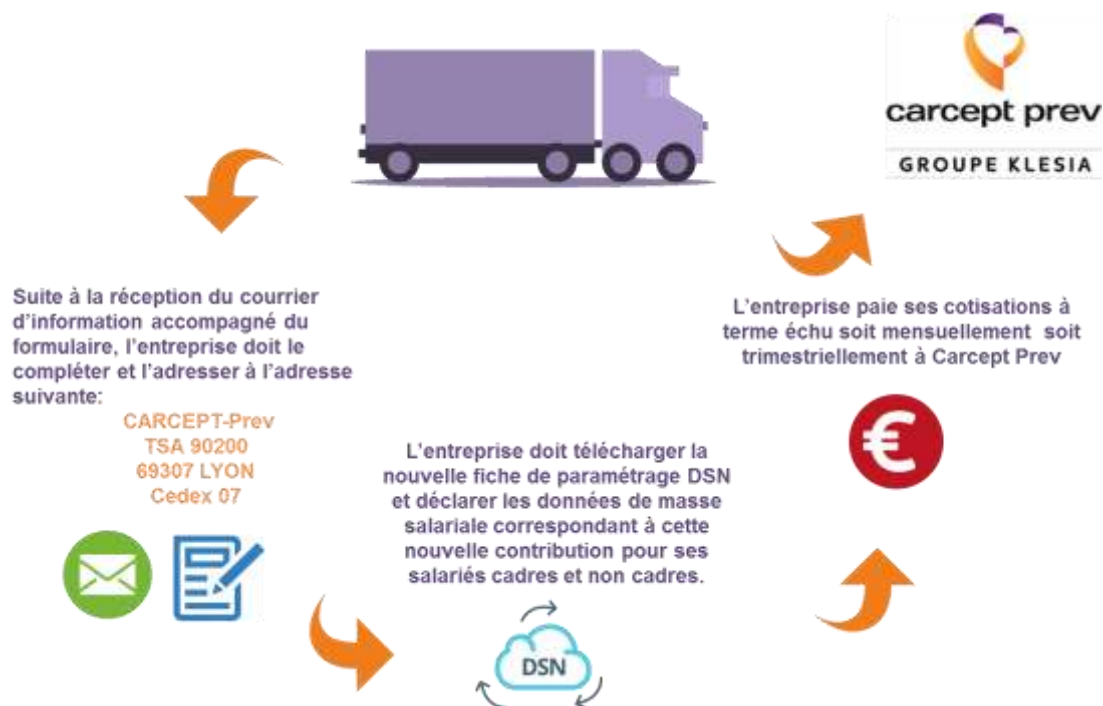 carcept prev
GROUPE KLESIA
Suite à la réception du courrier
d'information accompagné du
formulaire, l'entreprise doit le
compléter et l'adresser à l'adresse
suivante:
CARCEPT-Prev
TSA 90200
69307 LYON
Cedex 07
L'entreprise doit télécharger la
nouvelle fiche de paramétrage DSN
et déclarer les données de masse
salariale correspondant à cette
nouvelle contribution pour ses
salariés cadres et non cadres.
DSN
L'entreprise paie ses cotisations à
terme échu soit mensuellement soit
trimestriellement à Carcept Prev
€